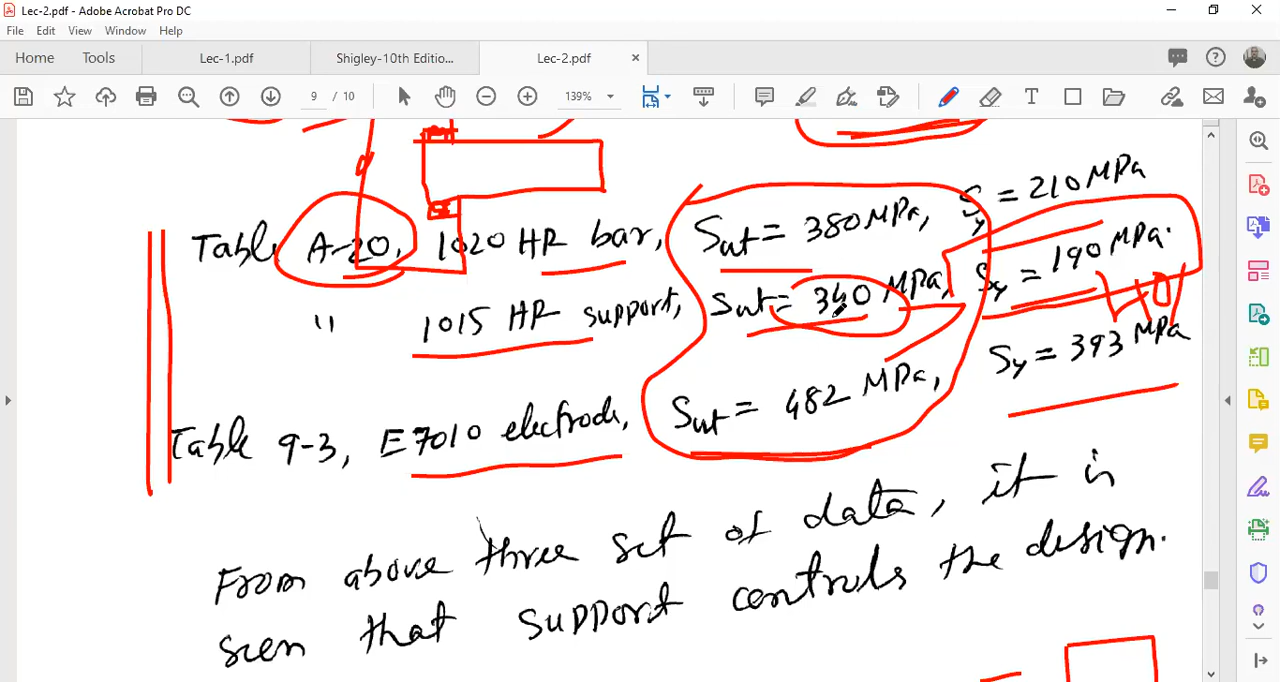 Lec-2.pdf - Adobe Acrobat Pro DC
File Edit View Window Help
Home Tools Lec-1.pdf Shigley-10th Editio... Lec-2.pdf ×
9 / 10 139%
Sy = 210 MPa
Table A-20, 1020 HR bar, Sut = 380 MPa,
Sy = 190 MPa.
" 1015 HR support, Sut = 340 MPa,
Sy = 393 MPa
Table 9-3, E7010 electrode, Sut = 482 MPa,
From above three set of data, it is
seen that support controls the design.